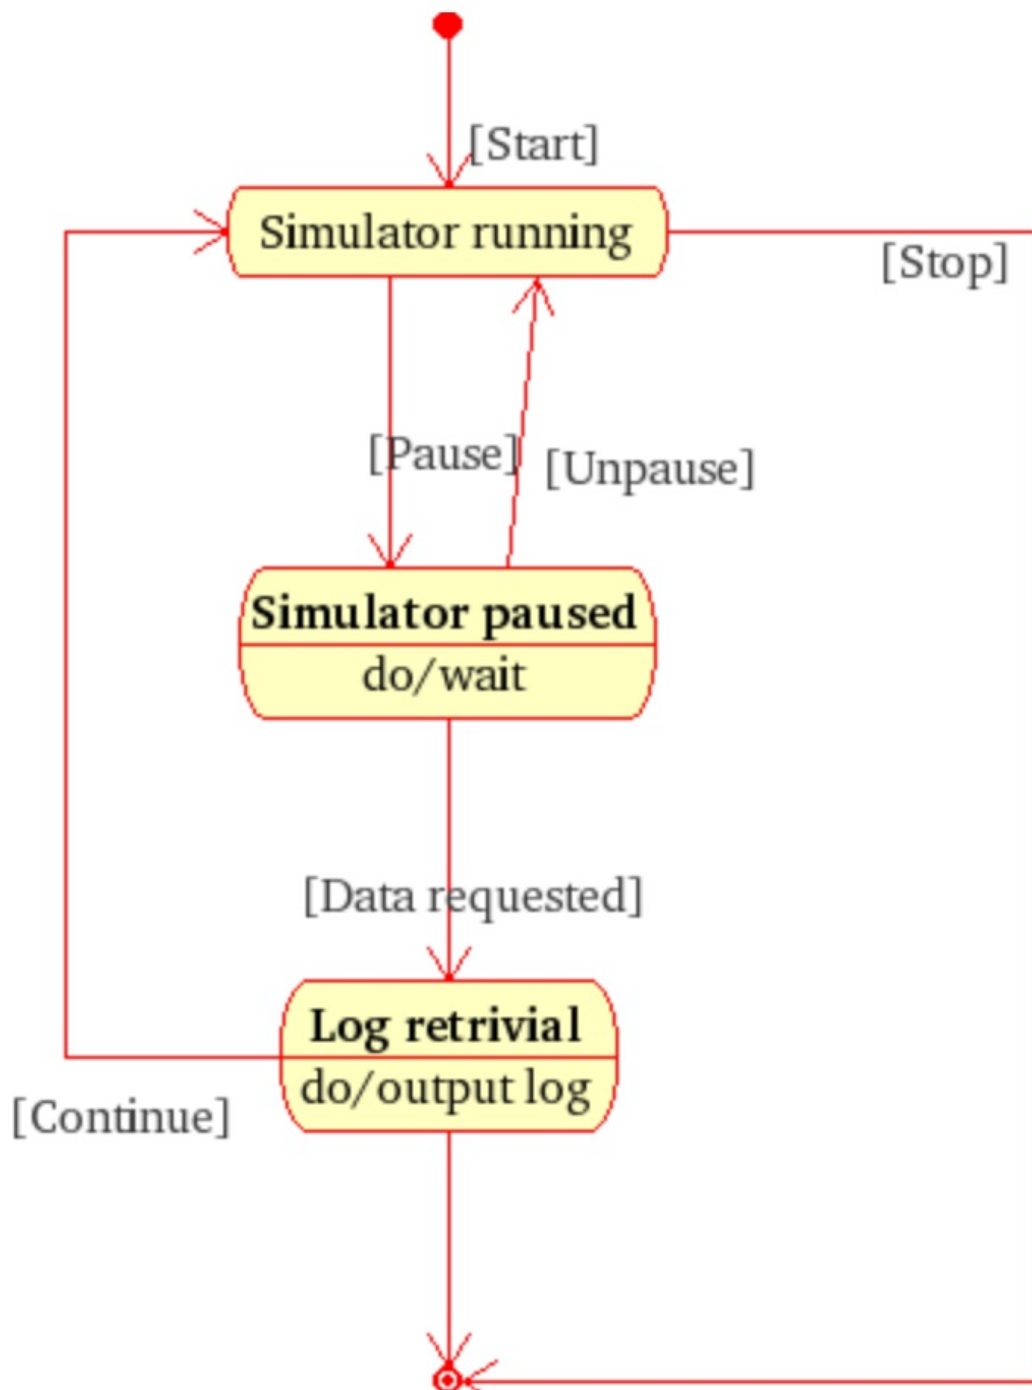 [Start]
Simulator running
[Stop]
[Pause]
[Unpause]
Simulator paused
do/wait
[Data requested]
Log retrivial
do/output log
[Continue]